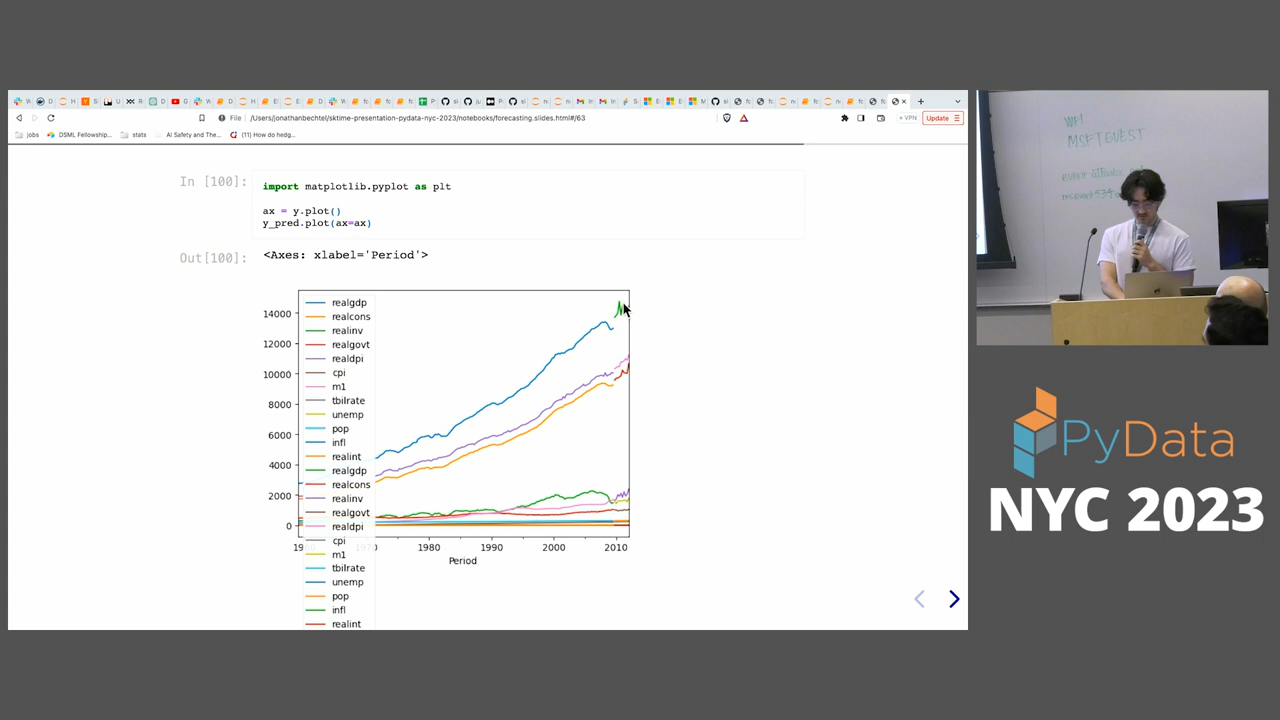 /Users/jonathanbechtel/sktime-presentation-pydata-nyc-2023/notebooks/forecasting.slides.html#/63
File
VPN
Update
jobs
DSML Fellowship...
stats
AI Safety and The...
(11) How do hedg...
In [100]:
import matplotlib.pyplot as plt
ax = y.plot()
y_pred.plot(ax=ax)
Out[100]:
<Axes: xlabel='Period'>
realgdp
realcons
realinv
realgovt
realdpi
cpi
m1
tbilrate
unemp
pop
infl
realint
realgdp
realcons
realinv
realgovt
realdpi
cpi
m1
tbilrate
unemp
pop
infl
realint
14000
12000
10000
8000
6000
4000
2000
0
1980
1990
2000
2010
Period
MSFTGUEST
PyData
NYC 2023